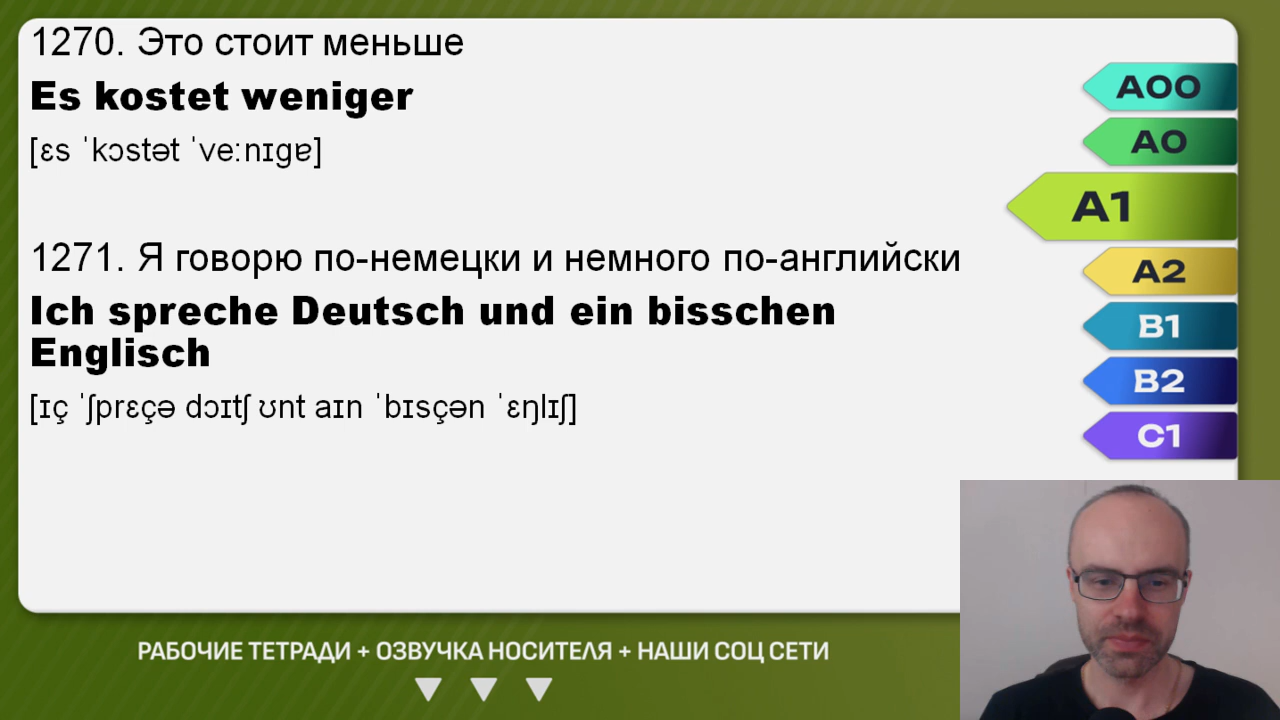 1270. Это стоит меньше
Es kostet weniger
[ɛs ˈkɔstət ˈveːnɪɡɐ]
1271. Я говорю по-немецки и немного по-английски
Ich spreche Deutsch und ein bisschen
Englisch
[ɪç ˈʃprɛçə dɔɪtʃ ʊnt aɪn ˈbɪsçən ˈɛŋlɪʃ]
A00
A0
A1
A2
B1
B2
C1
РАБОЧИЕ ТЕТРАДИ + ОЗВУЧКА НОСИТЕЛЯ + НАШИ СОЦ СЕТИ